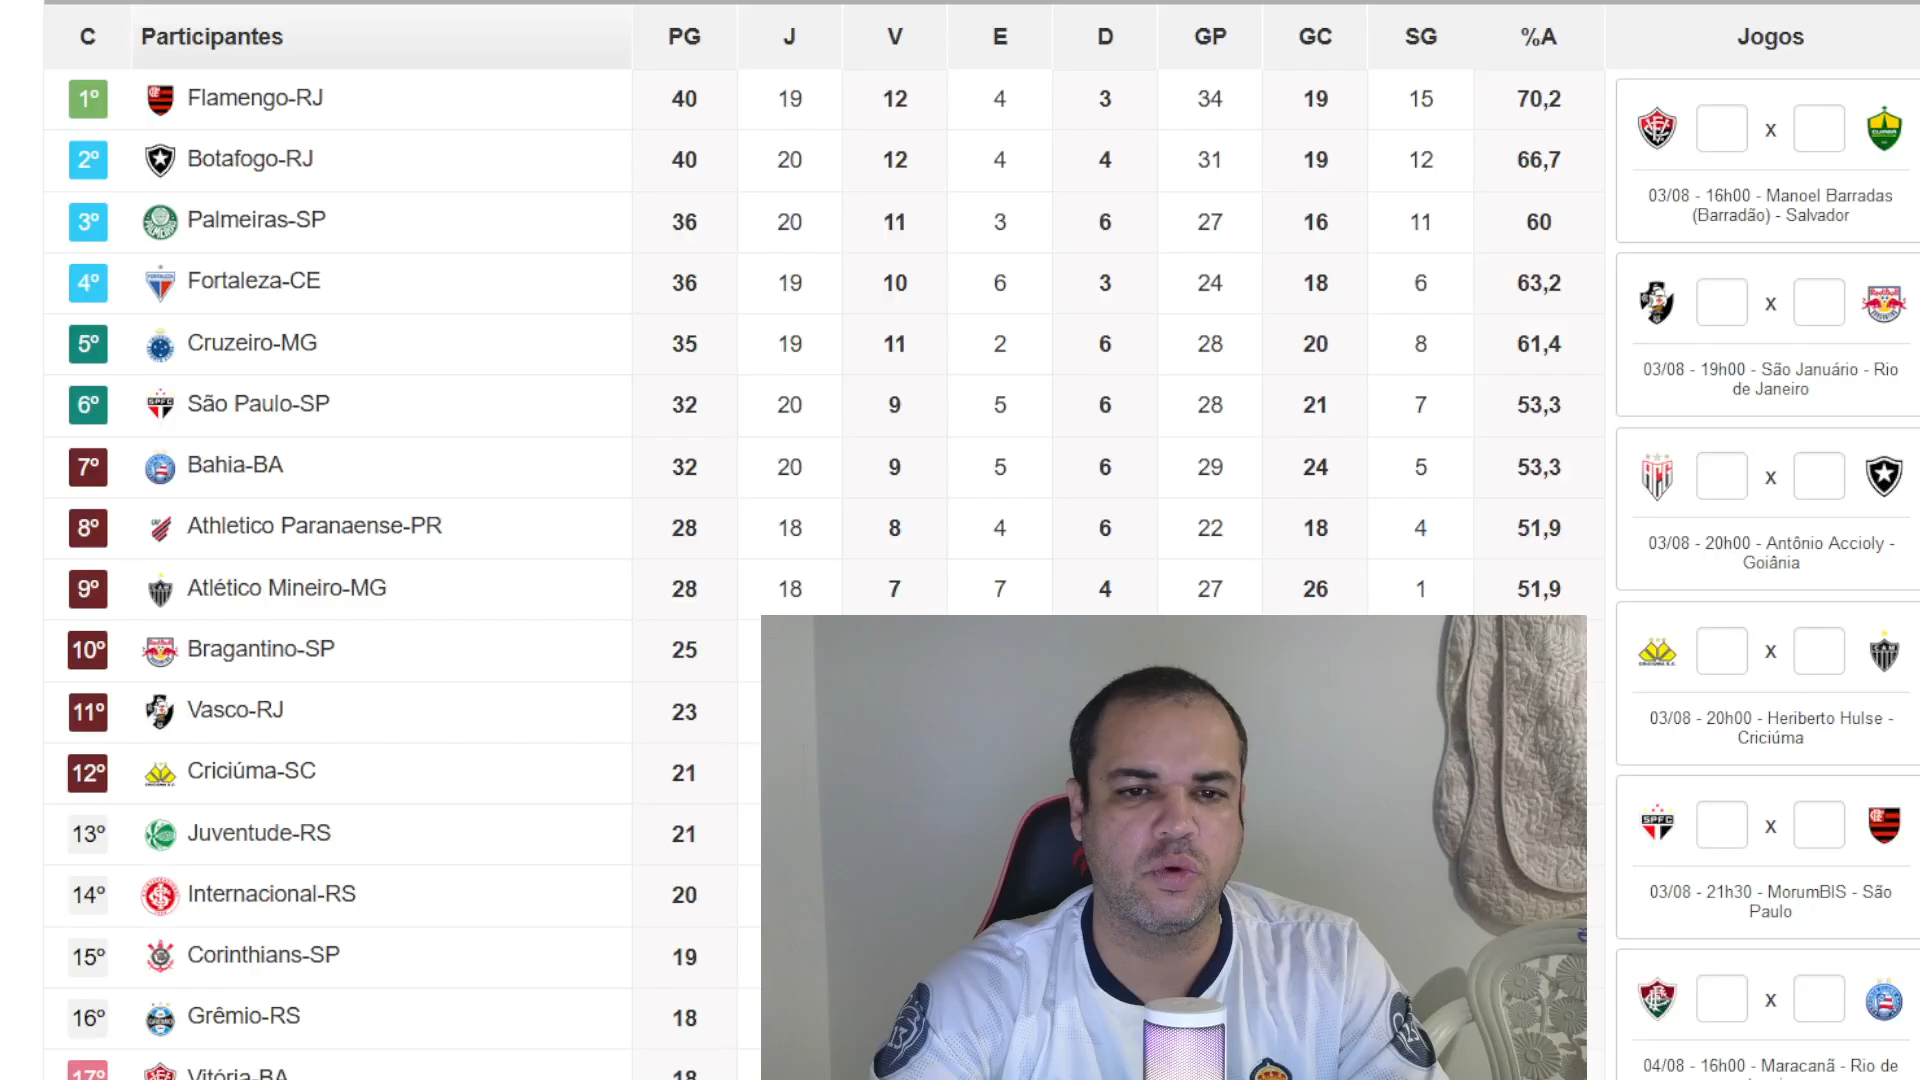 C Participantes PG J V E D GP GC SG %A Jogos
1º Flamengo-RJ 40 19 12 4 3 34 19 15 70,2
2º Botafogo-RJ 40 20 12 4 4 31 19 12 66,7
3º Palmeiras-SP 36 20 11 3 6 27 16 11 60
4º Fortaleza-CE 36 19 10 6 3 24 18 6 63,2
5º Cruzeiro-MG 35 19 11 2 6 28 20 8 61,4
6º São Paulo-SP 32 20 9 5 6 28 21 7 53,3
7º Bahia-BA 32 20 9 5 6 29 24 5 53,3
8º Athletico Paranaense-PR 28 18 8 4 6 22 18 4 51,9
9º Atlético Mineiro-MG 28 18 7 7 4 27 26 1 51,9
10º Bragantino-SP 25
11º Vasco-RJ 23
12º Criciúma-SC 21
13º Juventude-RS 21
14º Internacional-RS 20
15º Corinthians-SP 19
16º Grêmio-RS 18
17º Vitória-BA 18
x
03/08 - 16h00 - Manoel Barradas
(Barradão) - Salvador
x
03/08 - 19h00 - São Januário - Rio
de Janeiro
x
03/08 - 20h00 - Antônio Accioly -
Goiânia
x
03/08 - 20h00 - Heriberto Hulse -
Criciúma
SPFC x
03/08 - 21h30 - MorumBIS - São
Paulo
x
04/08 - 16h00 - Maracanã - Rio de